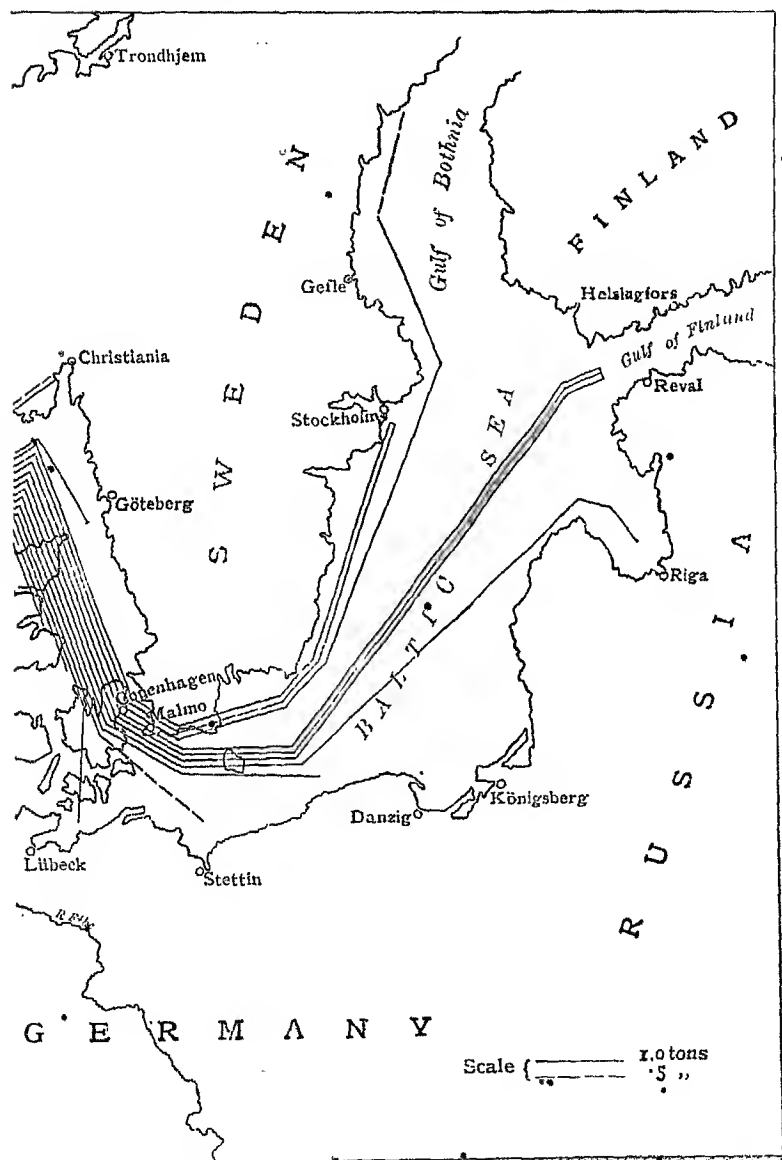 Trondhjem
SWEDEN
Gulf of Bothnia
FINLAND
Gefle
Helsingfors
Gulf of Finland
Christiania
Reval
Stockholm
BALTIC SEA
Göteberg
Riga
RUSSIA
Copenhagen
Malmo
Königsberg
Danzig
Lübeck
Stettin
R Elbe
GERMANY
Scale { 1.0 tons
.5 „